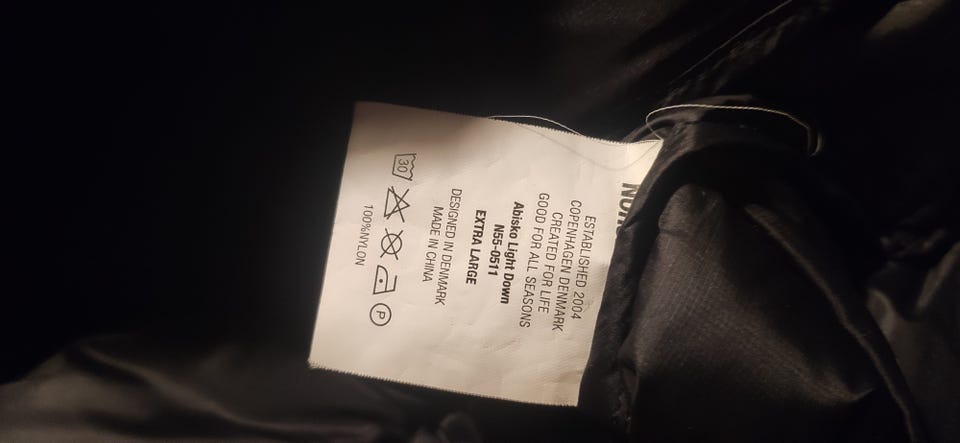 ESTABLISHED 2004
COPENHAGEN DENMARK
CREATED FOR LIFE
GOOD FOR ALL SEASONS
Abisko Light Down
N55-0511
EXTRA LARGE
DESIGNED IN DENMARK
MADE IN CHINA
30
P
100%NYLON